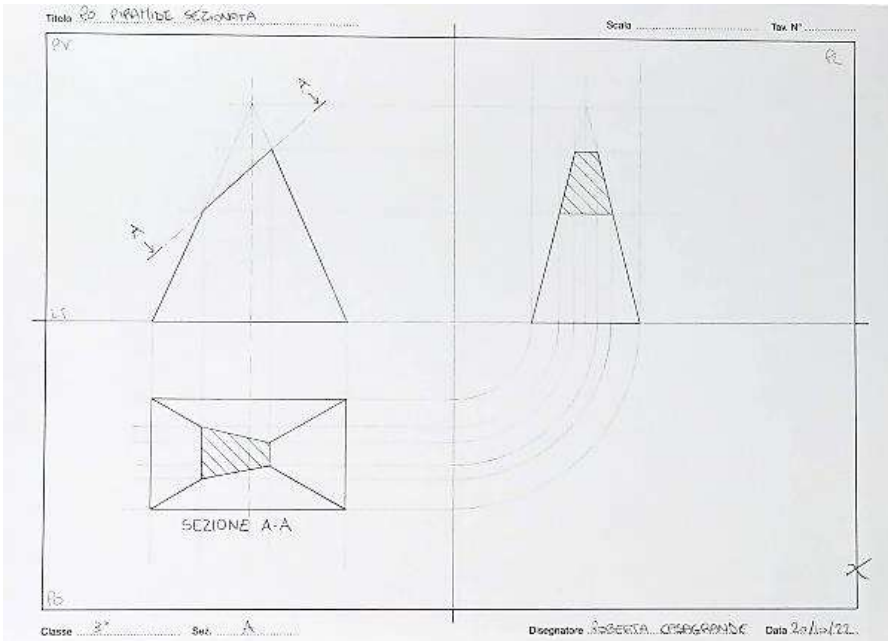 Titolo PO PIRAMIDE SEZIONATA Scala Tav. N°
PV PL
A
A
LT
SEZIONE A-A
PO
Classe 3° Sez. A Disegnatore ROBERTA CASAGRANDE Data 20/10/22